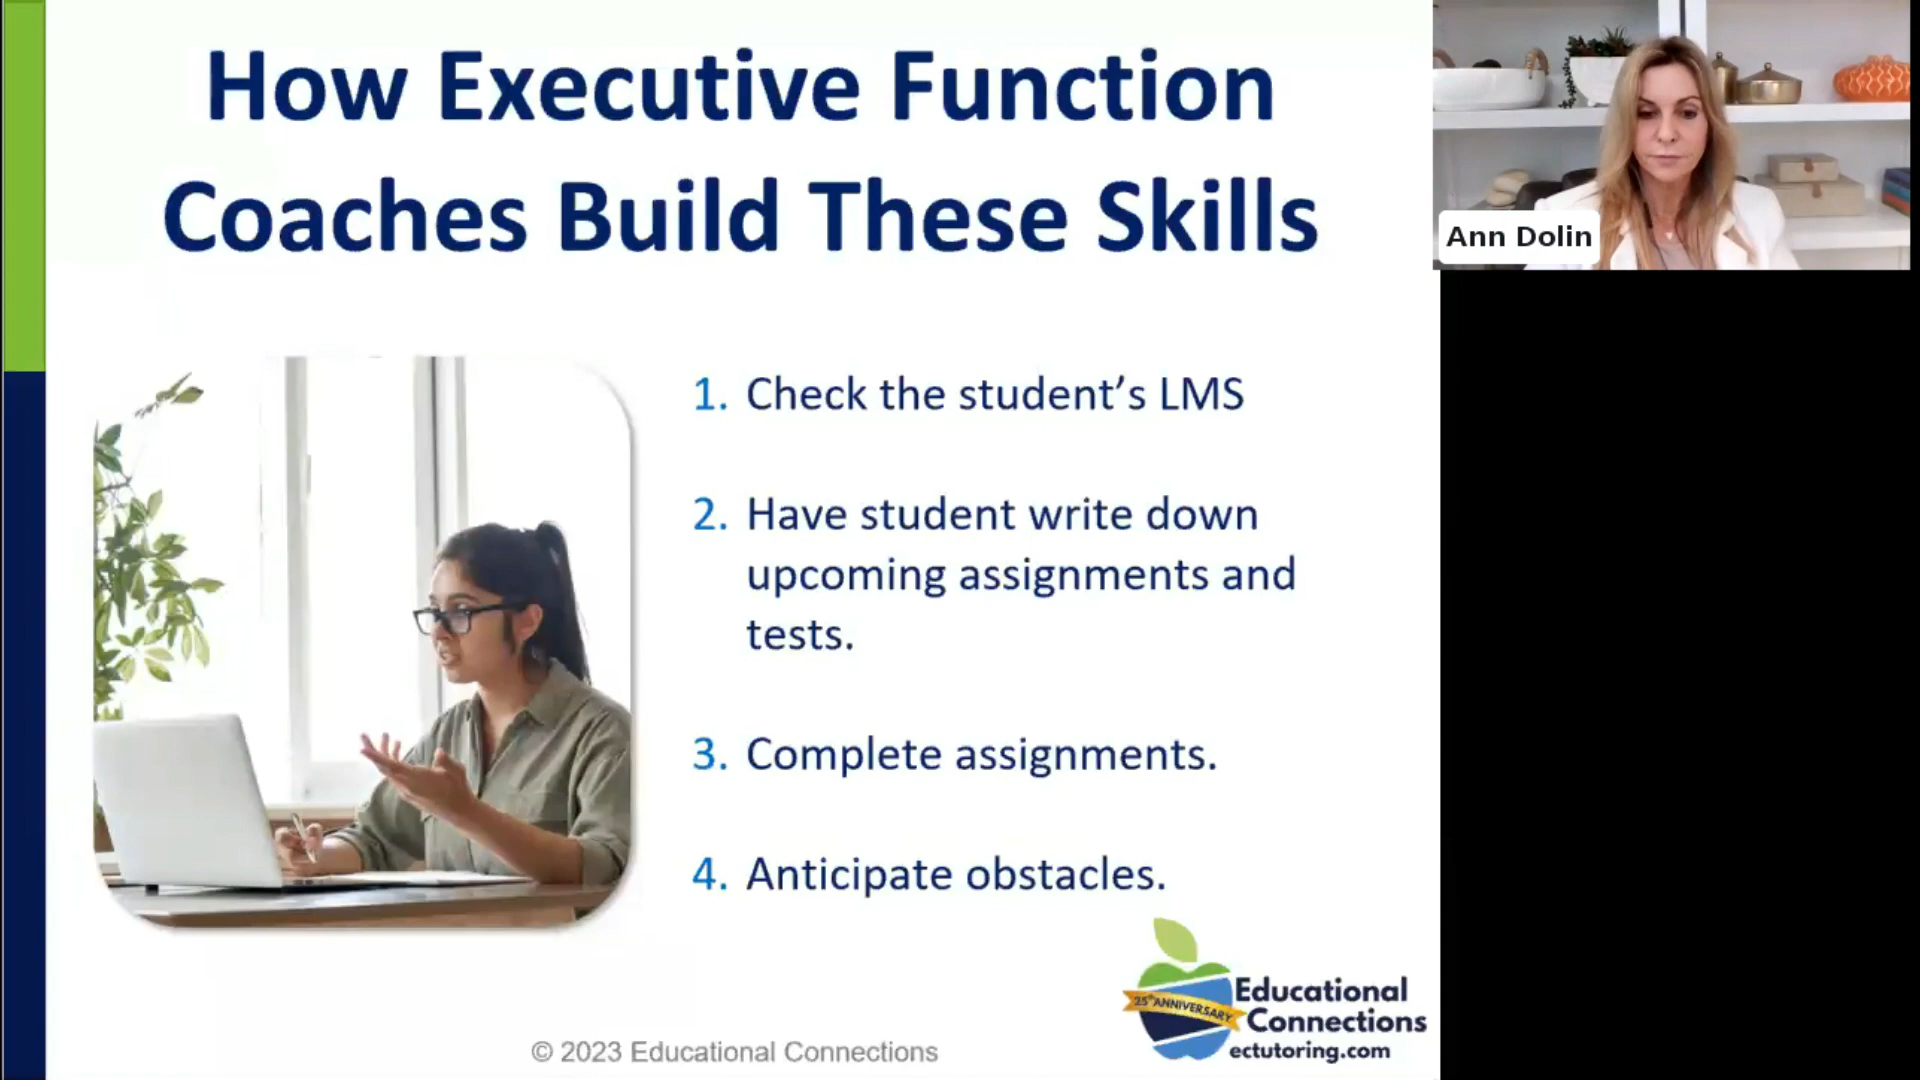 How Executive Function
Coaches Build These Skills
Ann Dolin
1. Check the student’s LMS
2. Have student write down
upcoming assignments and
tests.
3. Complete assignments.
4. Anticipate obstacles.
25th ANNIVERSARY
Educational
Connections
ectutoring.com
© 2023 Educational Connections